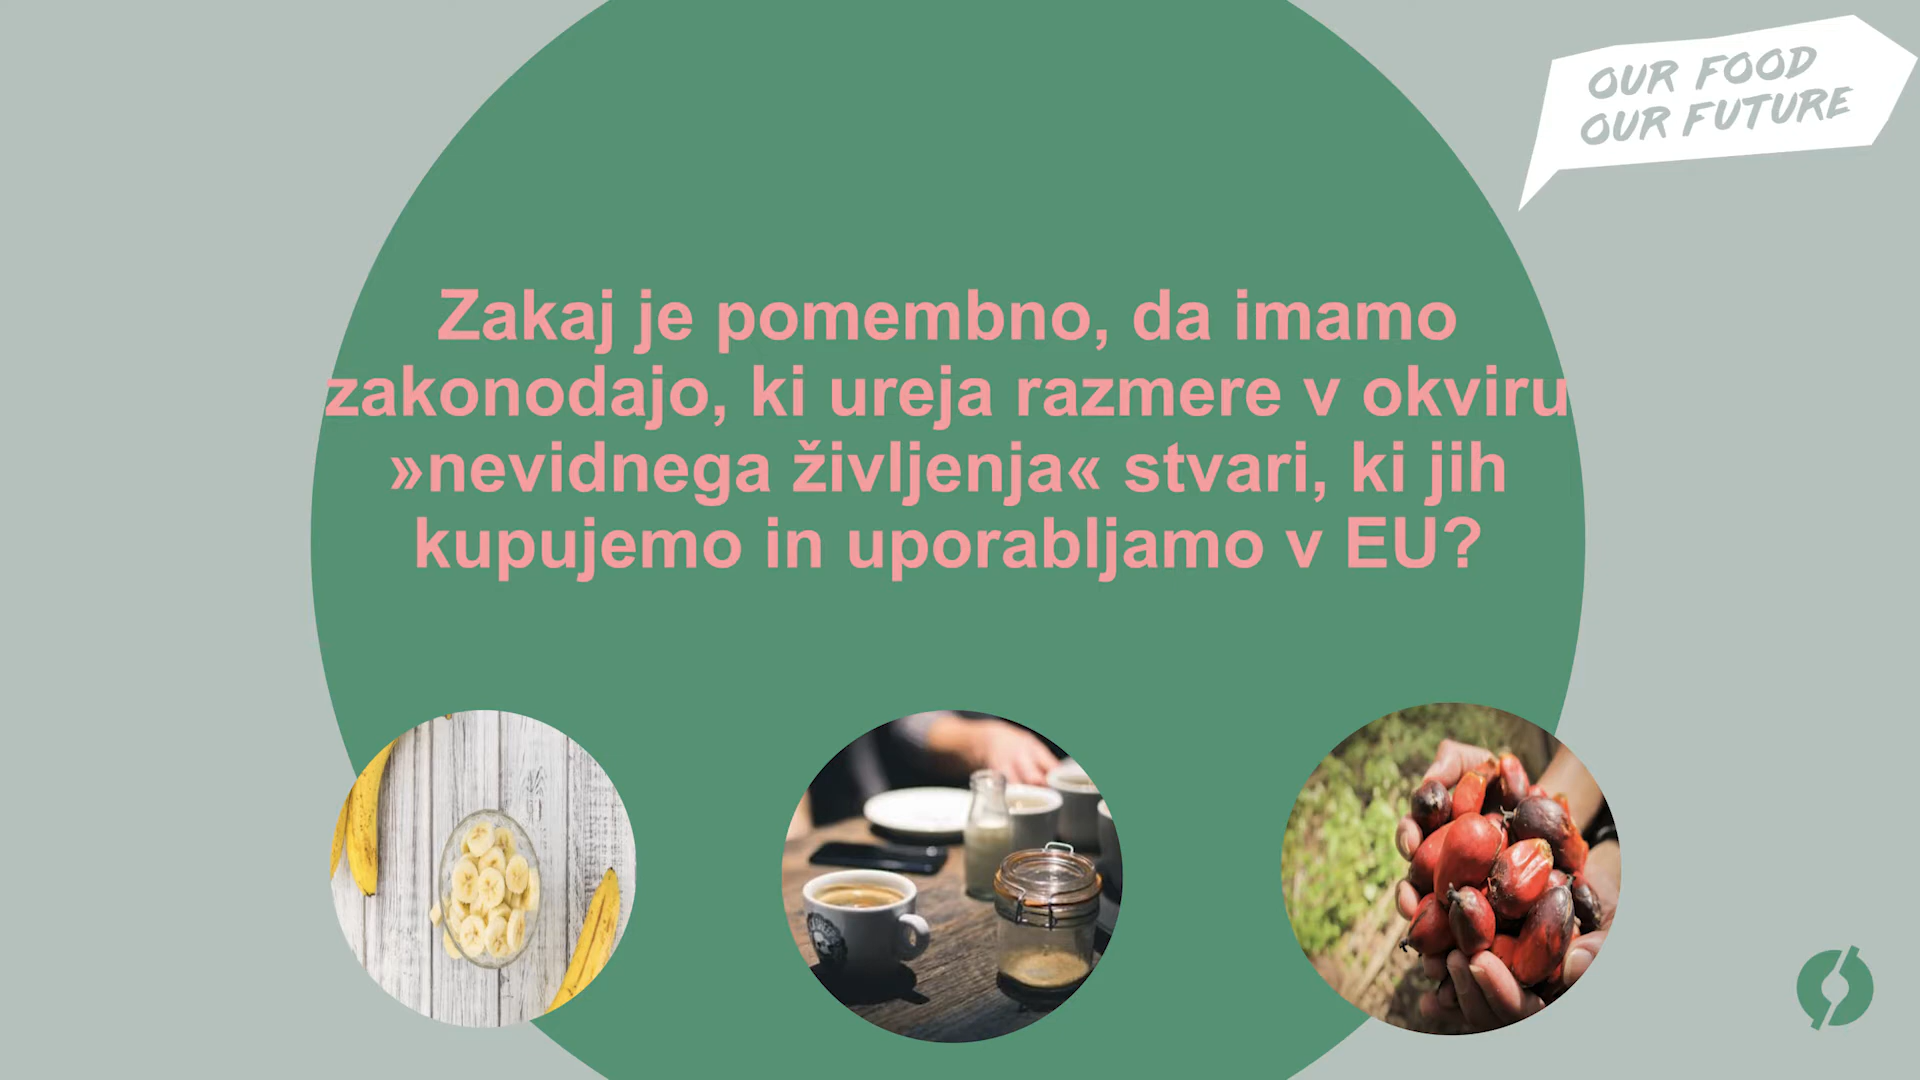 OUR FOOD
OUR FUTURE
Zakaj je pomembno, da imamo
zakonodajo, ki ureja razmere v okviru
»nevidnega življenja« stvari, ki jih
kupujemo in uporabljamo v EU?